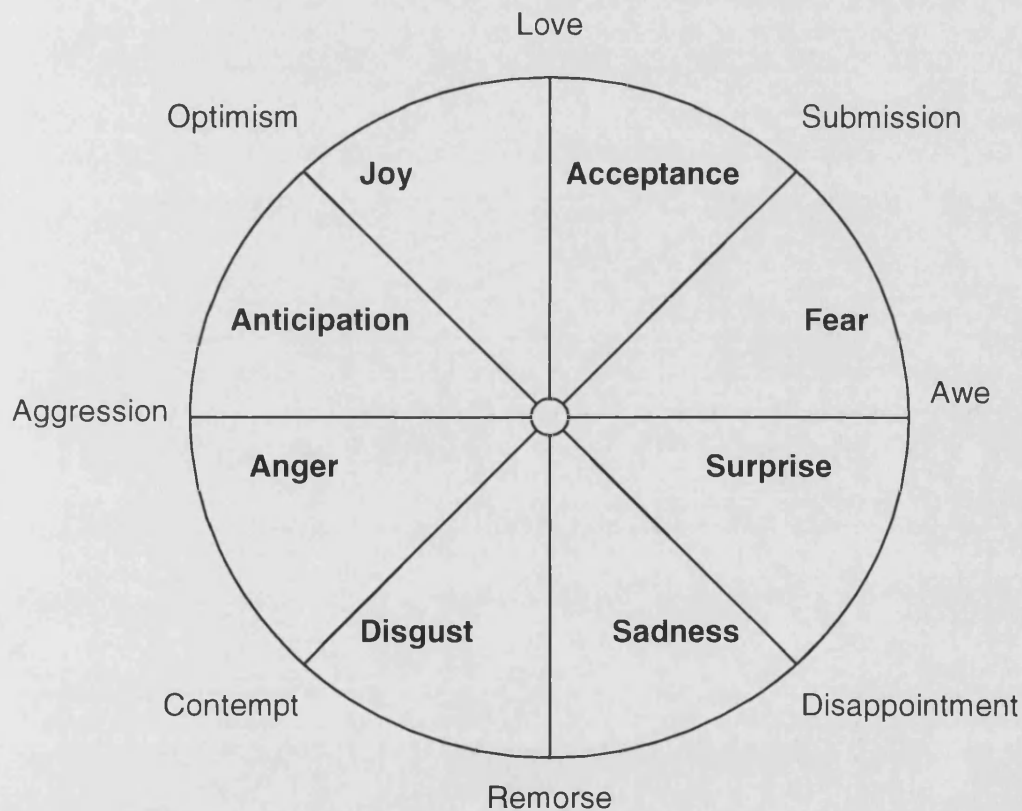 Love
Optimism
Submission
Joy
Acceptance
Anticipation
Fear
Aggression
Awe
Anger
Surprise
Disgust
Sadness
Contempt
Disappointment
Remorse